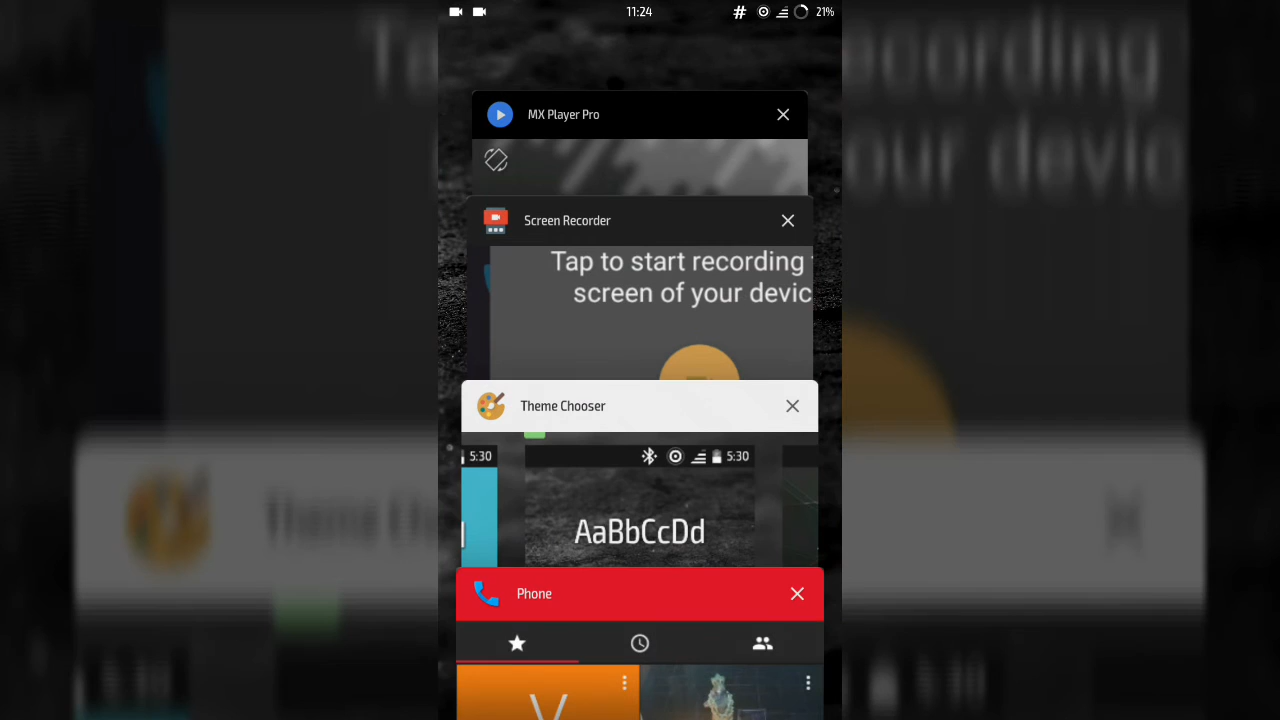 11:24
# 21%
MX Player Pro
Screen Recorder
Tap to start recording
screen of your devic
Theme Chooser
5:30
5:30
AaBbCcDd
Phone
V